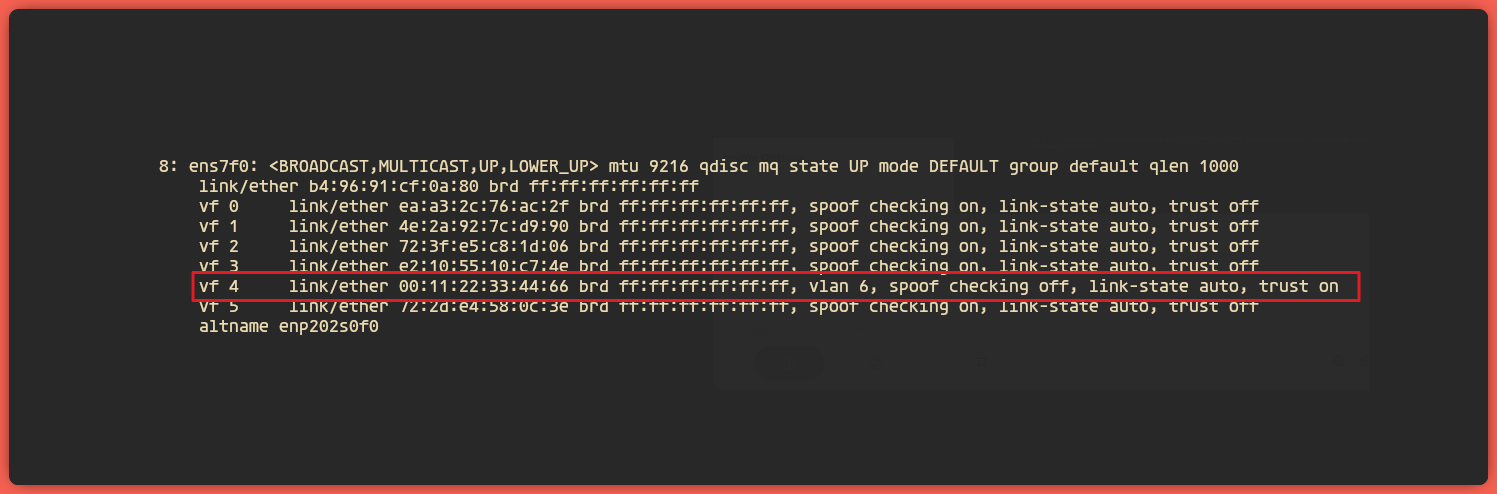 8: ens7f0: <BROADCAST,MULTICAST,UP,LOWER_UP> mtu 9216 qdisc mq state UP mode DEFAULT group default qlen 1000
link/ether b4:96:91:cf:0a:80 brd ff:ff:ff:ff:ff:ff
vf 0     link/ether ea:a3:2c:76:ac:2f brd ff:ff:ff:ff:ff:ff, spoof checking on, link-state auto, trust off
vf 1     link/ether 4e:2a:92:7c:d9:90 brd ff:ff:ff:ff:ff:ff, spoof checking on, link-state auto, trust off
vf 2     link/ether 72:3f:e5:c8:1d:06 brd ff:ff:ff:ff:ff:ff, spoof checking on, link-state auto, trust off
vf 3     link/ether e2:10:55:10:c7:4e brd ff:ff:ff:ff:ff:ff, spoof checking on, link-state auto, trust off
vf 4     link/ether 00:11:22:33:44:66 brd ff:ff:ff:ff:ff:ff, vlan 6, spoof checking off, link-state auto, trust on
vf 5     link/ether 72:2d:e4:58:0c:3e brd ff:ff:ff:ff:ff:ff, spoof checking on, link-state auto, trust off
altname enp202s0f0